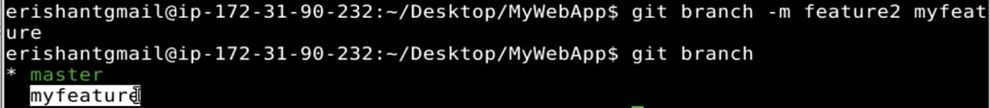 erishantgmail@ip-172-31-90-232:~/Desktop/MyWebApp$ git branch -m feature2 myfeat
ure
erishantgmail@ip-172-31-90-232:~/Desktop/MyWebApp$ git branch
* master
myfeature